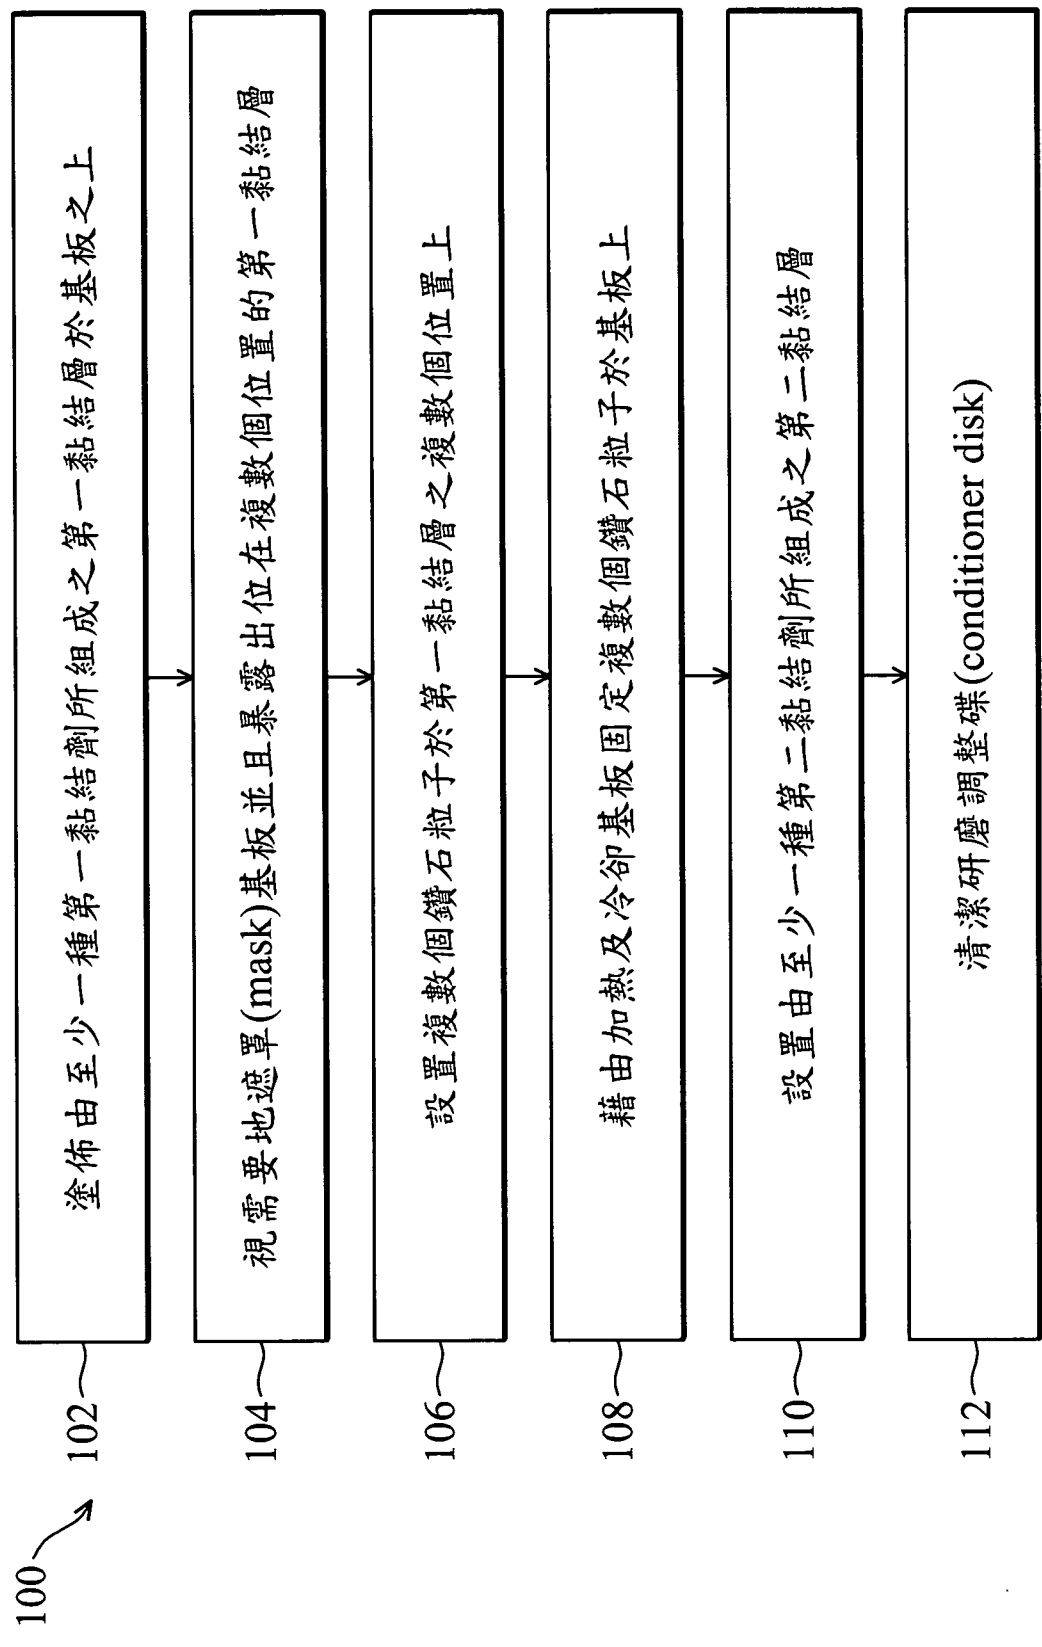 100
102
塗佈由至少一種第一黏結劑所組成之第一黏結層於基板之上
104
視需要地遮罩(mask)基板並且暴露出位在複數個位置的第一黏結層
106
設置複數個鑽石粒子於第一黏結層之複數個位置上
108
藉由加熱及冷卻基板固定複數個鑽石粒子於基板上
110
設置由至少一種第二黏結劑所組成之第二黏結層
112
清潔研磨調整碟(conditioner disk)